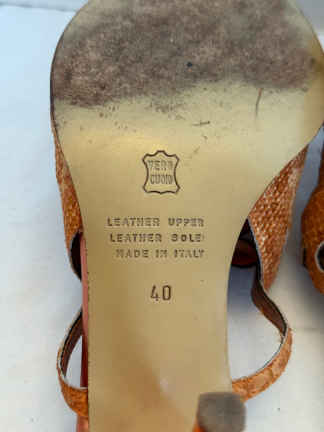 VERO
CUOIO
LEATHER UPPER
LEATHER SOLE
MADE IN ITALY
40